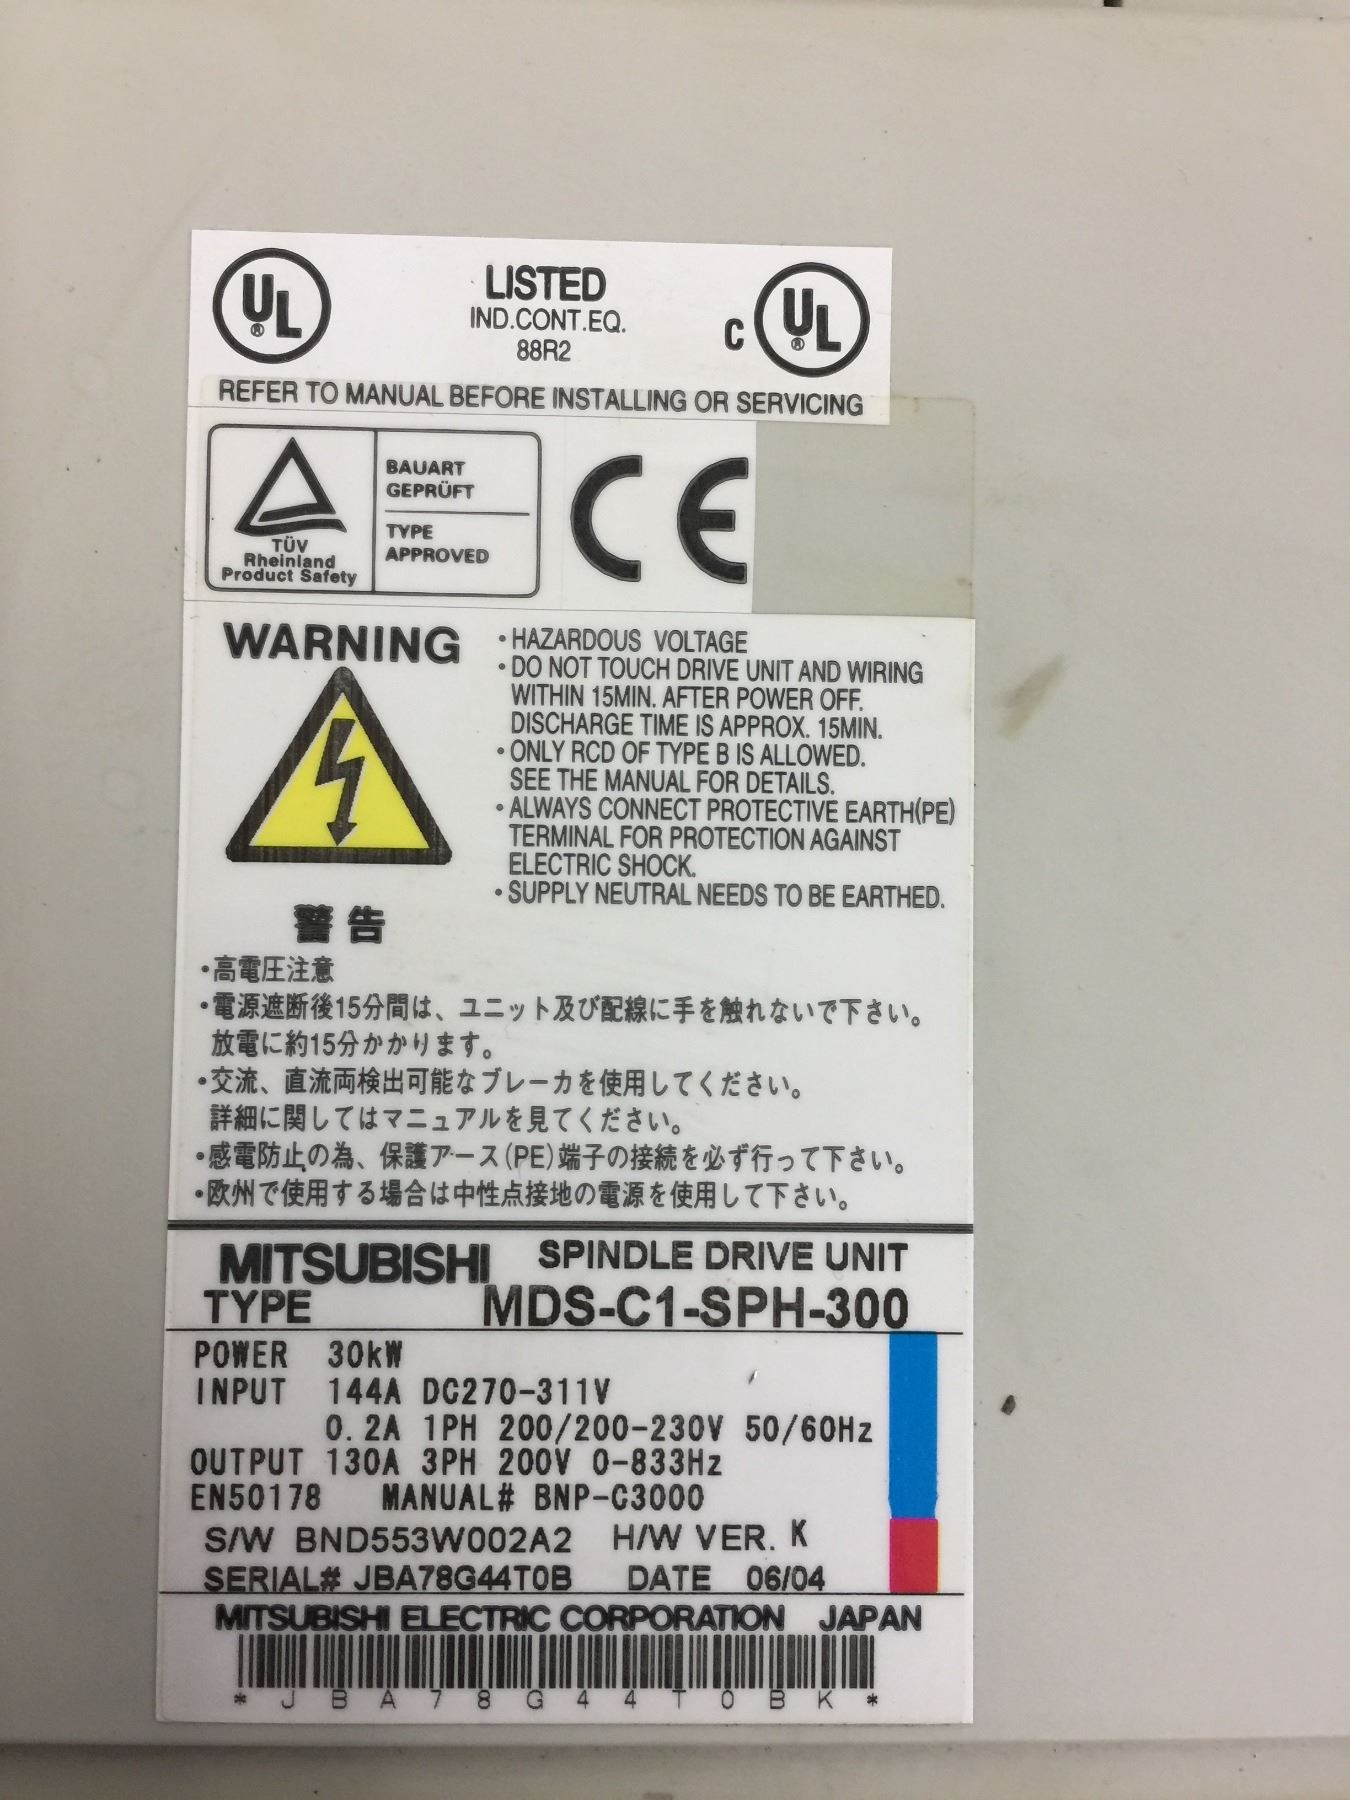 UL® LISTED C UL®
IND.CONT.EQ.
88R2
REFER TO MANUAL BEFORE INSTALLING OR SERVICING
TÜV
Rheinland
Product Safety
BAUART
GEPRÜFT
TYPE
APPROVED
CE
WARNING
・HAZARDOUS VOLTAGE
・DO NOT TOUCH DRIVE UNIT AND WIRING
WITHIN 15MIN. AFTER POWER OFF.
DISCHARGE TIME IS APPROX. 15MIN.
・ONLY RCD OF TYPE B IS ALLOWED.
SEE THE MANUAL FOR DETAILS.
・ALWAYS CONNECT PROTECTIVE EARTH(PE)
TERMINAL FOR PROTECTION AGAINST
ELECTRIC SHOCK.
・SUPPLY NEUTRAL NEEDS TO BE EARTHED.
警告
・高電圧注意
・電源遮断後15分間は、ユニット及び配線に手を触れないで下さい。
放電に約15分かかります。
・交流、直流両検出可能なブレーカを使用してください。
詳細に関してはマニュアルを見てください。
・感電防止の為、保護アース(PE)端子の接続を必ず行って下さい。
・欧州で使用する場合は中性点接地の電源を使用して下さい。
MITSUBISHI SPINDLE DRIVE UNIT
TYPE MDS-C1-SPH-300
POWER 30kW
INPUT 144A DC270-311V
0.2A 1PH 200/200-230V 50/60Hz
OUTPUT 130A 3PH 200V 0-833Hz
EN50178 MANUAL# BNP-C3000
S/W BND553W002A2 H/W VER. K
SERIAL# JBA78G44T0B DATE 06/04
MITSUBISHI ELECTRIC CORPORATION JAPAN
* J B A 7 8 G 4 4 T 0 B K *